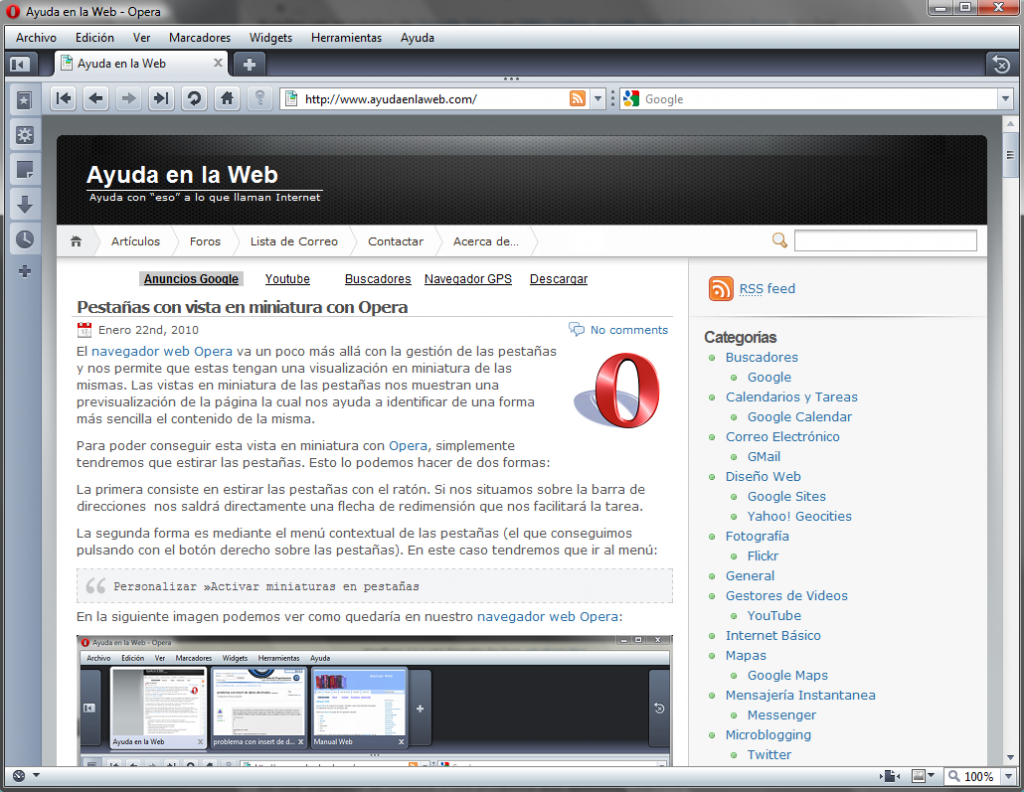 Ayuda en la Web - Opera
Archivo Edición Ver Marcadores Widgets Herramientas Ayuda
Ayuda en la Web
http://www.ayudaenlaweb.com/ Google
Ayuda en la Web
Ayuda con "eso" a lo que llaman Internet
Artículos Foros Lista de Correo Contactar Acerca de...
Anuncios Google Youtube Buscadores Navegador GPS Descargar
Pestañas con vista en miniatura con Opera
Enero 22nd, 2010 No comments
El navegador web Opera va un poco más allá con la gestión de las pestañas
y nos permite que estas tengan una visualización en miniatura de las
mismas. Las vistas en miniatura de las pestañas nos muestran una
previsualización de la página la cual nos ayuda a identificar de una forma
más sencilla el contenido de la misma.
Para poder conseguir esta vista en miniatura con Opera, simplemente
tendremos que estirar las pestañas. Esto lo podemos hacer de dos formas:
La primera consiste en estirar las pestañas con el ratón. Si nos situamos sobre la barra de
direcciones nos saldrá directamente una flecha de redimensión que nos facilitará la tarea.
La segunda forma es mediante el menú contextual de las pestañas (el que conseguimos
pulsando con el botón derecho sobre las pestañas). En este caso tendremos que ir al menú:
Personalizar »Activar miniaturas en pestañas
En la siguiente imagen podemos ver como quedaría en nuestro navegador web Opera:
Ayuda en la Web - Opera
Archivo Edición Ver Marcadores Widgets Herramientas Ayuda
Ayuda en la Web problema con insert de d... Manual Web
RSS feed
Categorías
Buscadores
Google
Calendarios y Tareas
Google Calendar
Correo Electrónico
GMail
Diseño Web
Google Sites
Yahoo! Geocities
Fotografía
Flickr
General
Gestores de Videos
YouTube
Internet Básico
Mapas
Google Maps
Mensajería Instantanea
Messenger
Microblogging
Twitter
100%